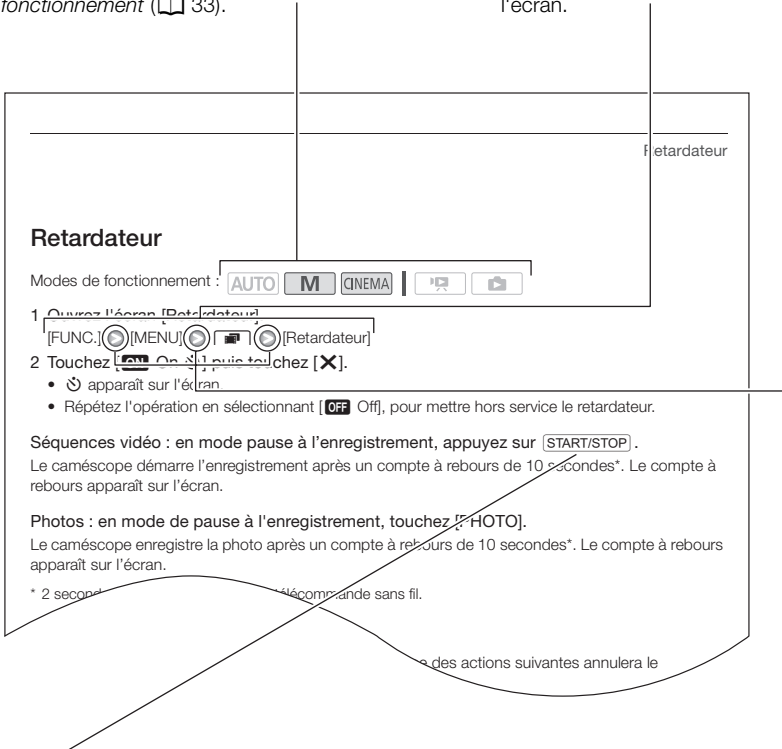 fonctionnement ( 33).
l'écran.
Retardateur
Retardateur
Modes de fonctionnement : AUTO M CINEMA
1 Ouvrez l'écran [Retardateur]
[FUNC.] [MENU] [Retardateur]
2 Touchez [ON On ] puis touchez [X].
• apparaît sur l'écran
• Répétez l'opération en sélectionnant [OFF Off], pour mettre hors service le retardateur.
Séquences vidéo : en mode pause à l'enregistrement, appuyez sur START/STOP.
Le caméscope démarre l'enregistrement après un compte à rebours de 10 secondes*. Le compte à
rebours apparaît sur l'écran.
Photos : en mode de pause à l'enregistrement, touchez [PHOTO].
Le caméscope enregistre la photo après un compte à rebours de 10 secondes*. Le compte à rebours
apparaît sur l'écran.
* 2 second télécommande sans fil.
des actions suivantes annulera le